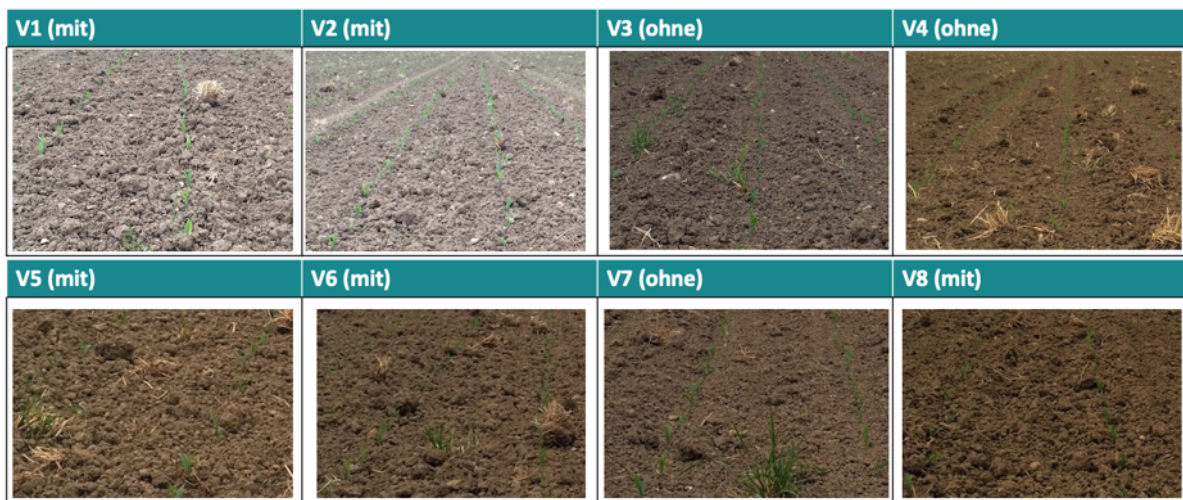 V1 (mit)
V2 (mit)
V3 (ohne)
V4 (ohne)
V5 (mit)
V6 (mit)
V7 (ohne)
V8 (mit)